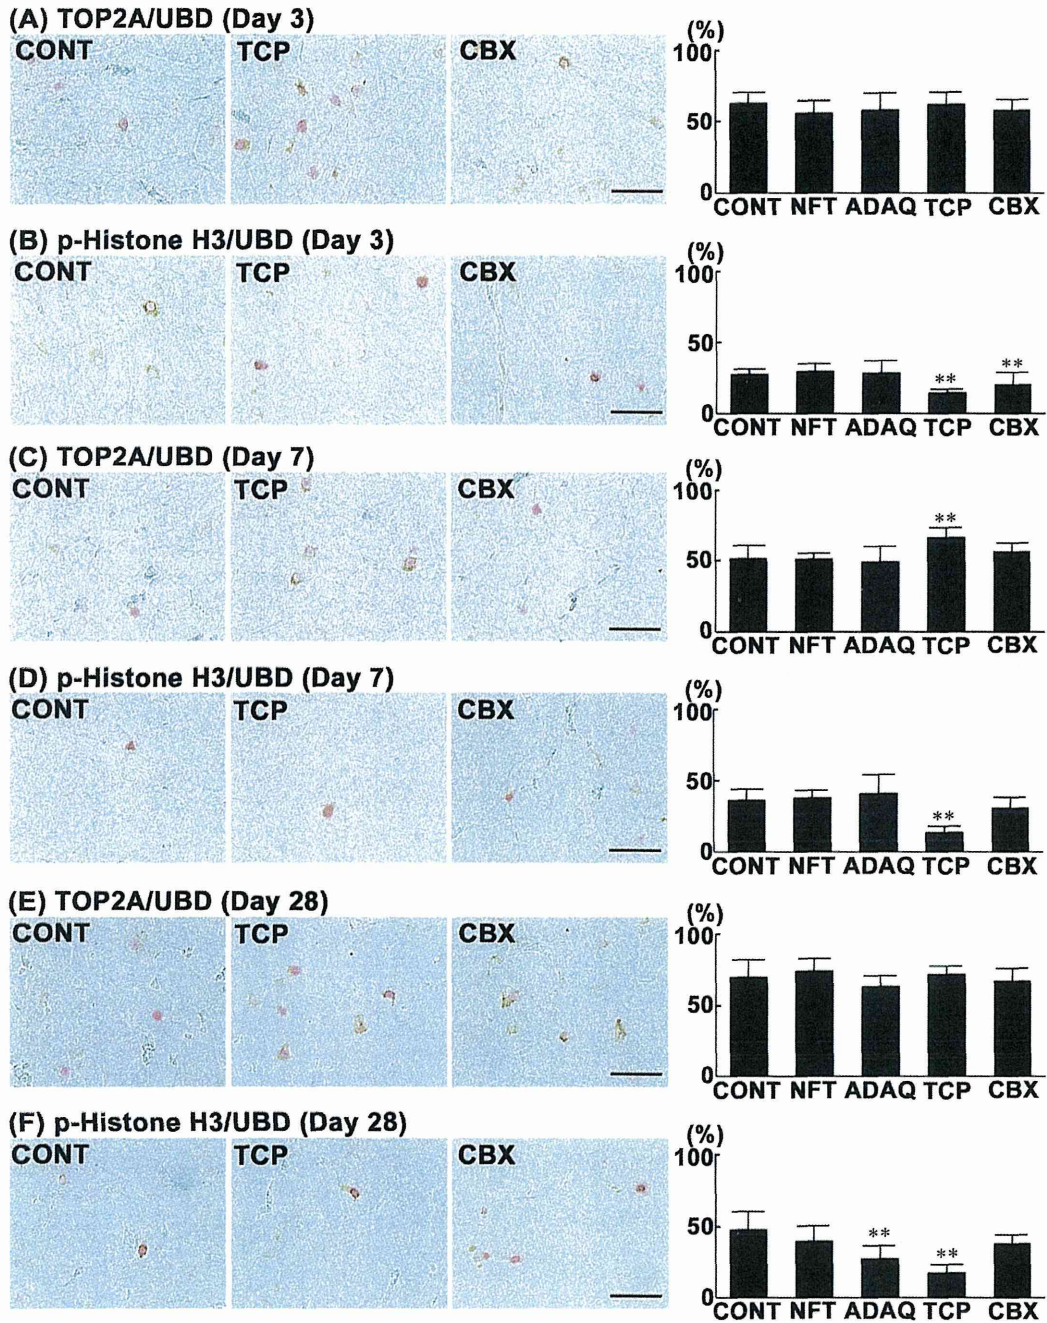 (A) TOP2A/UBD (Day 3)
CONT TCP CBX
(%)
100
50
0
CONT NFT ADAQ TCP CBX
(B) p-Histone H3/UBD (Day 3)
CONT TCP CBX
(%)
100
50
** **
0
CONT NFT ADAQ TCP CBX
(C) TOP2A/UBD (Day 7)
CONT TCP CBX
(%)
100
**
50
0
CONT NFT ADAQ TCP CBX
(D) p-Histone H3/UBD (Day 7)
CONT TCP CBX
(%)
100
50
**
0
CONT NFT ADAQ TCP CBX
(E) TOP2A/UBD (Day 28)
CONT TCP CBX
(%)
100
50
0
CONT NFT ADAQ TCP CBX
(F) p-Histone H3/UBD (Day 28)
CONT TCP CBX
(%)
100
50
** **
0
CONT NFT ADAQ TCP CBX